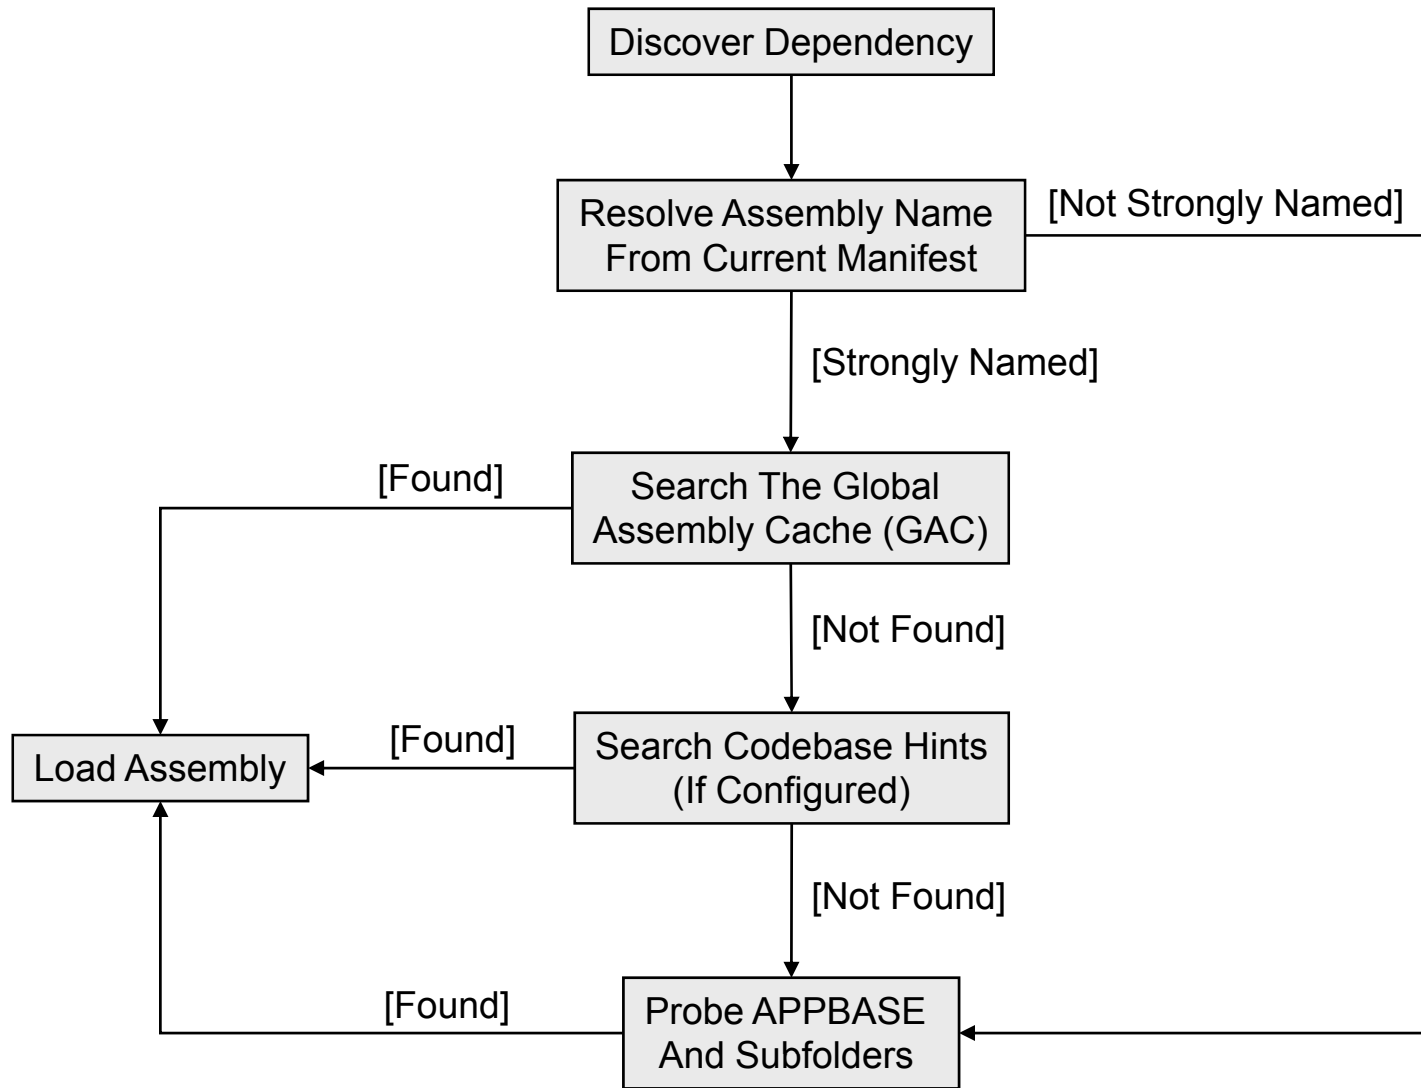 Discover Dependency
Resolve Assembly Name
From Current Manifest
[Not Strongly Named]
[Strongly Named]
[Found]
Search The Global
Assembly Cache (GAC)
[Not Found]
Load Assembly
[Found]
Search Codebase Hints
(If Configured)
[Not Found]
[Found]
Probe APPBASE
And Subfolders